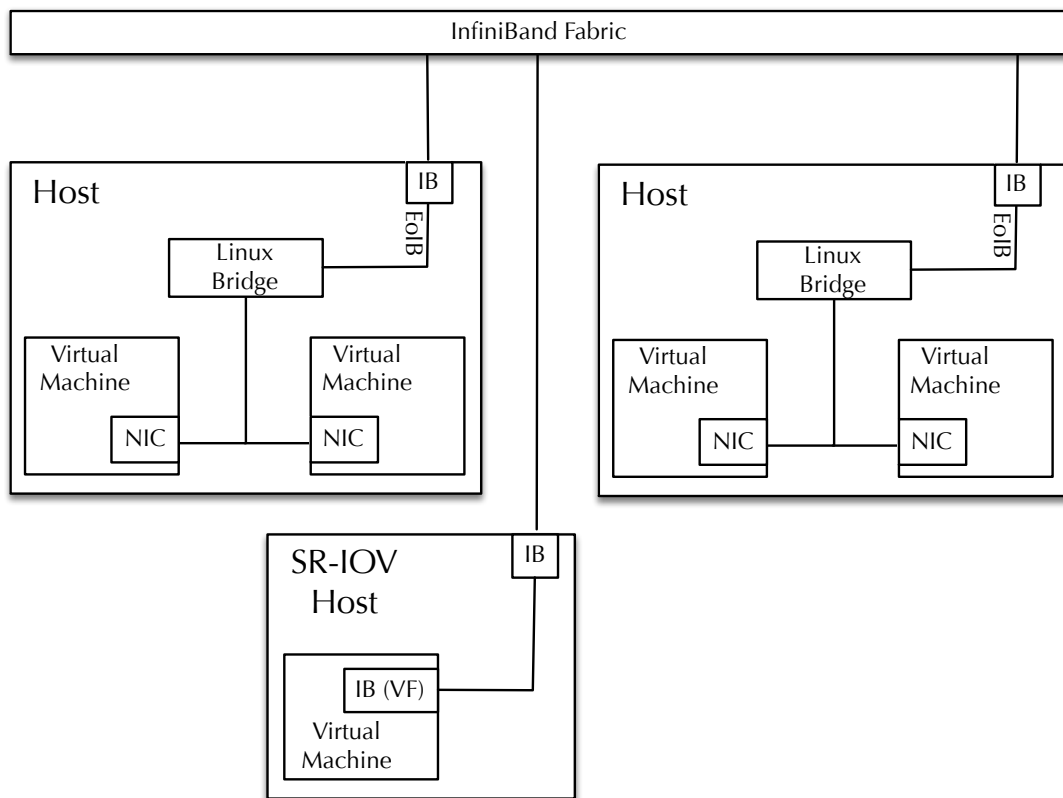 InfiniBand Fabric
Host
IB
EoIB
Linux
Bridge
Virtual
Machine
NIC
Virtual
Machine
NIC
Host
IB
EoIB
Linux
Bridge
Virtual
Machine
NIC
Virtual
Machine
NIC
SR-IOV
Host
IB
IB (VF)
Virtual
Machine